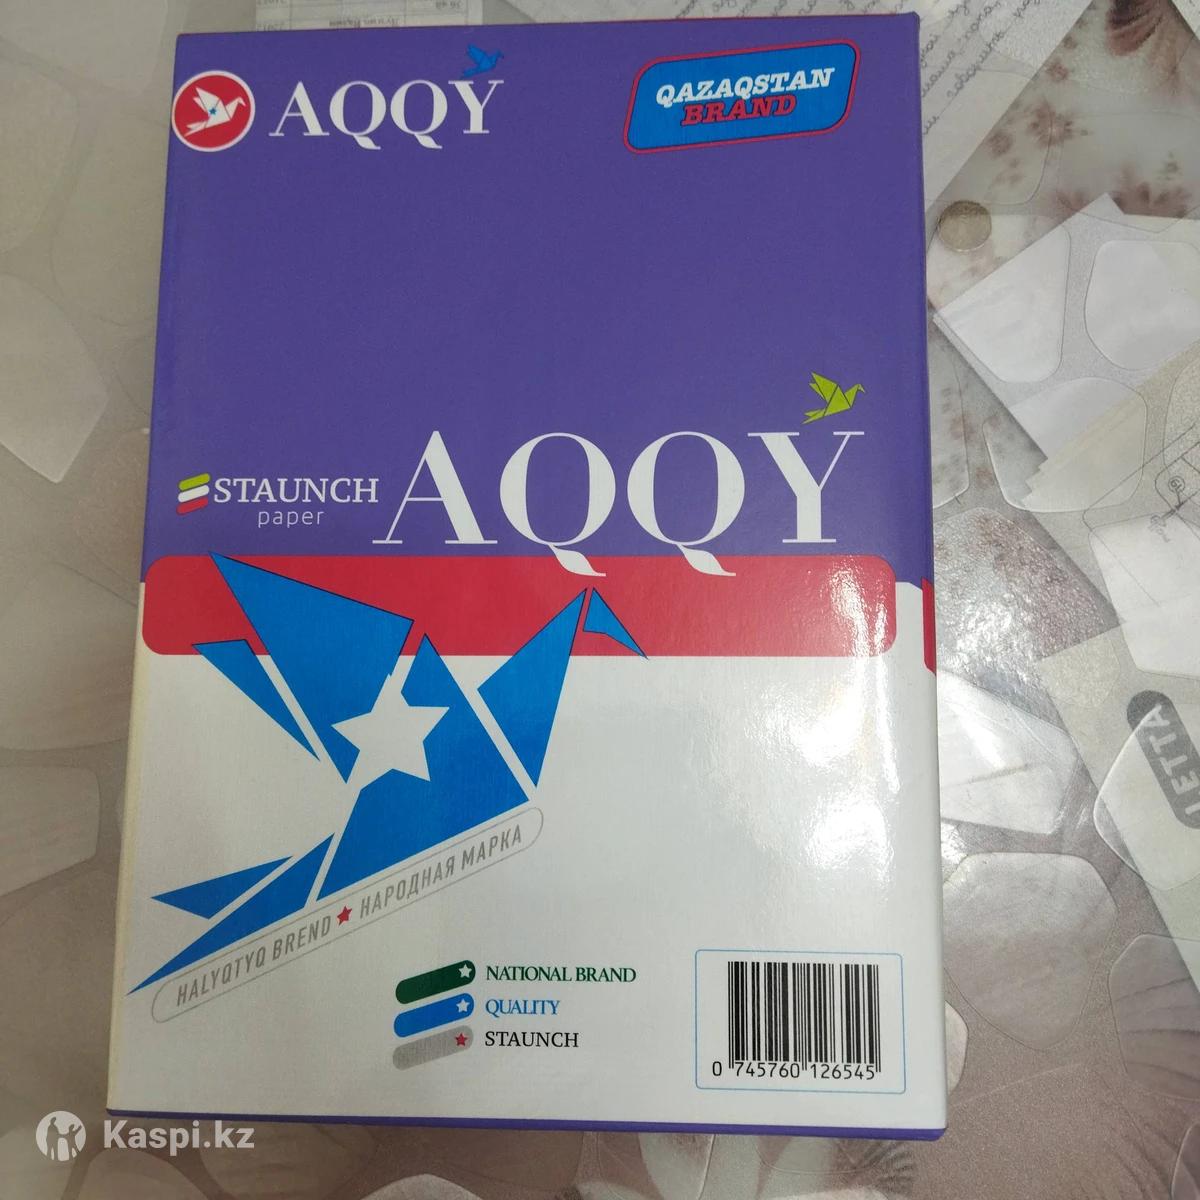 AQQY
QAZAQSTAN
BRAND
STAUNCH
paper
AQQY
HALYQTYQ BREND ★ НАРОДНАЯ МАРКА
NATIONAL BRAND
QUALITY
STAUNCH
0 745760 126545
ІЕТТА
Kaspi.kz